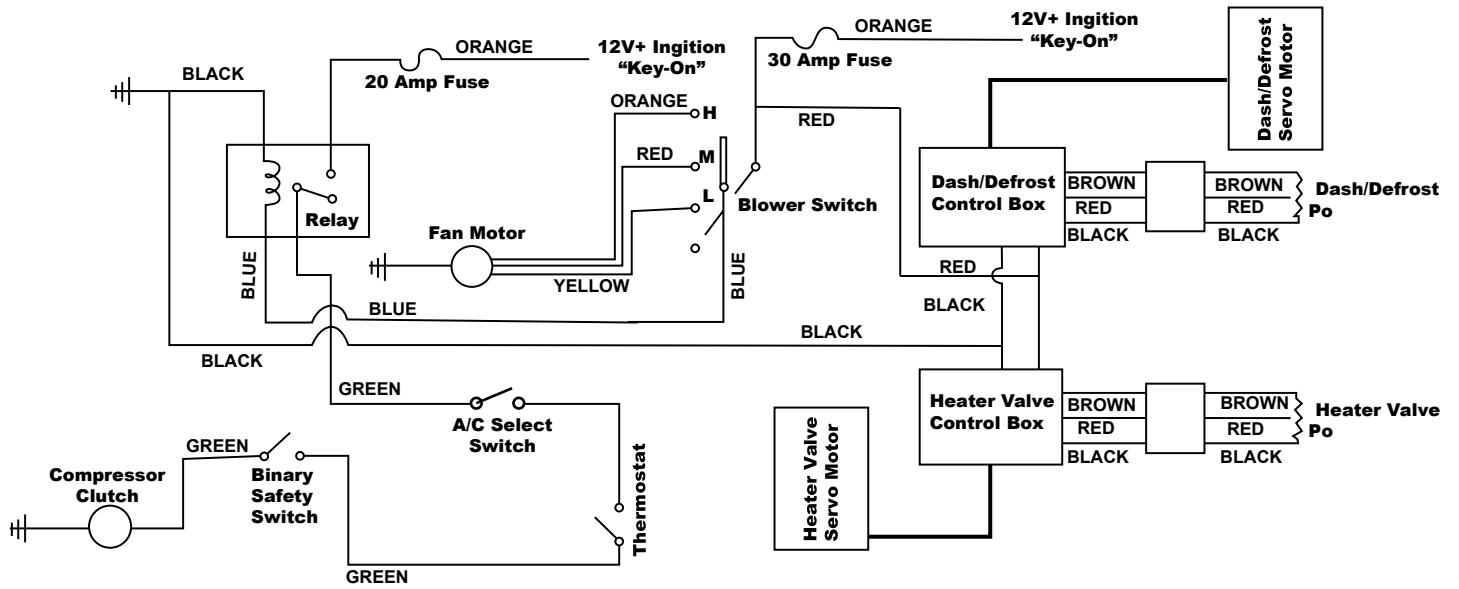 12V+ Ingition
“Key-On”
ORANGE
30 Amp Fuse
ORANGE
12V+ Ingition
“Key-On”
20 Amp Fuse
BLACK
ORANGE
H
RED
M
L
Blower Switch
RED
Dash/Defrost
Servo Motor
Dash/Defrost
Control Box
BROWN
RED
BLACK
BROWN
RED
BLACK
Dash/Defrost
Po
Relay
Fan Motor
YELLOW
BLUE
BLUE
BLUE
RED
BLACK
BLACK
BLACK
GREEN
A/C Select
Switch
Heater Valve
Control Box
BROWN
RED
BLACK
BROWN
RED
BLACK
Heater Valve
Po
Heater Valve
Servo Motor
GREEN
Compressor
Clutch
Binary
Safety
Switch
Thermostat
GREEN